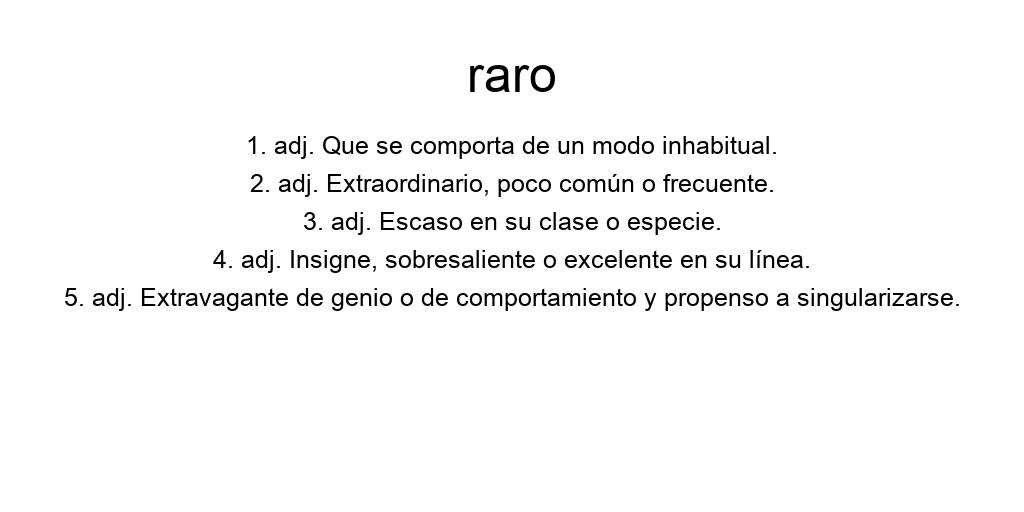 raro
1. adj. Que se comporta de un modo inhabitual.
2. adj. Extraordinario, poco común o frecuente.
3. adj. Escaso en su clase o especie.
4. adj. Insigne, sobresaliente o excelente en su línea.
5. adj. Extravagante de genio o de comportamiento y propenso a singularizarse.